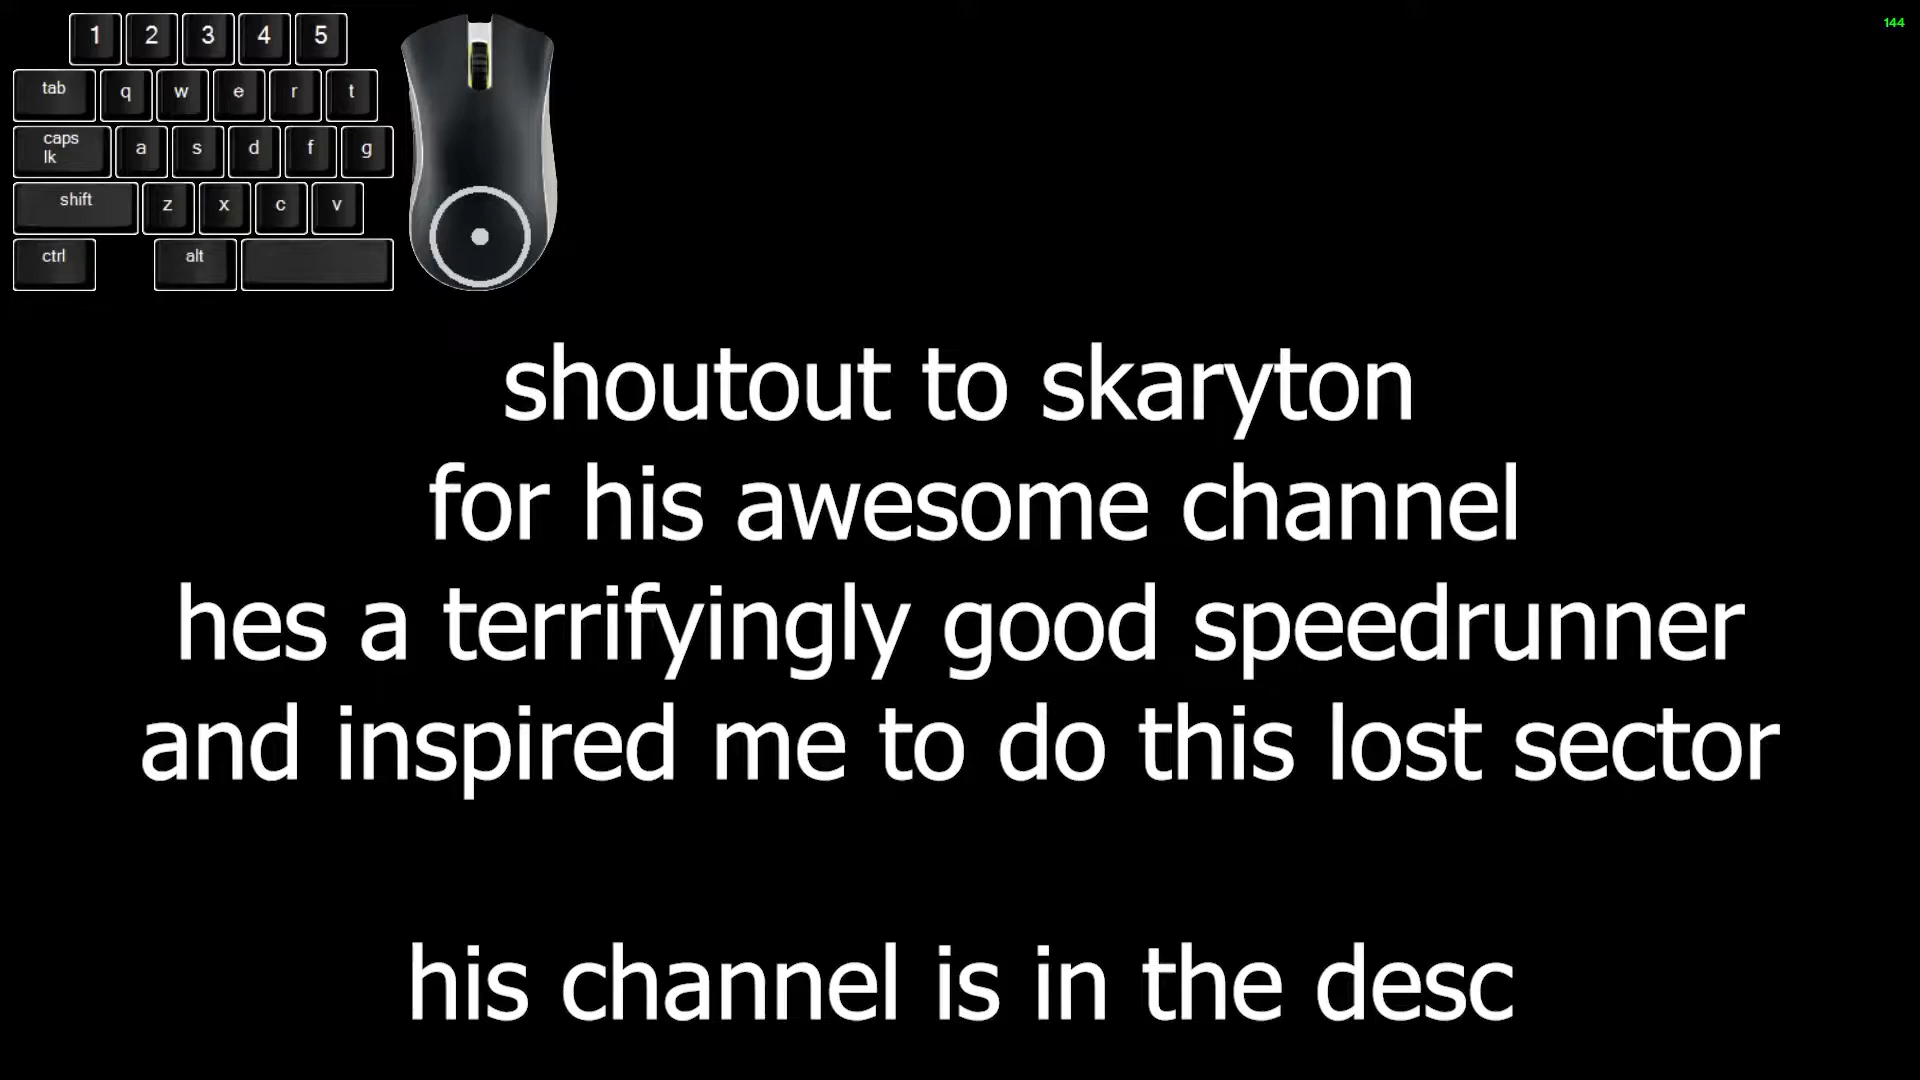 1 2 3 4 5
144
tab q w e r t
caps
lk
a s d f g
shift z x c v
ctrl alt
shoutout to skaryton
for his awesome channel
hes a terrifyingly good speedrunner
and inspired me to do this lost sector
his channel is in the desc